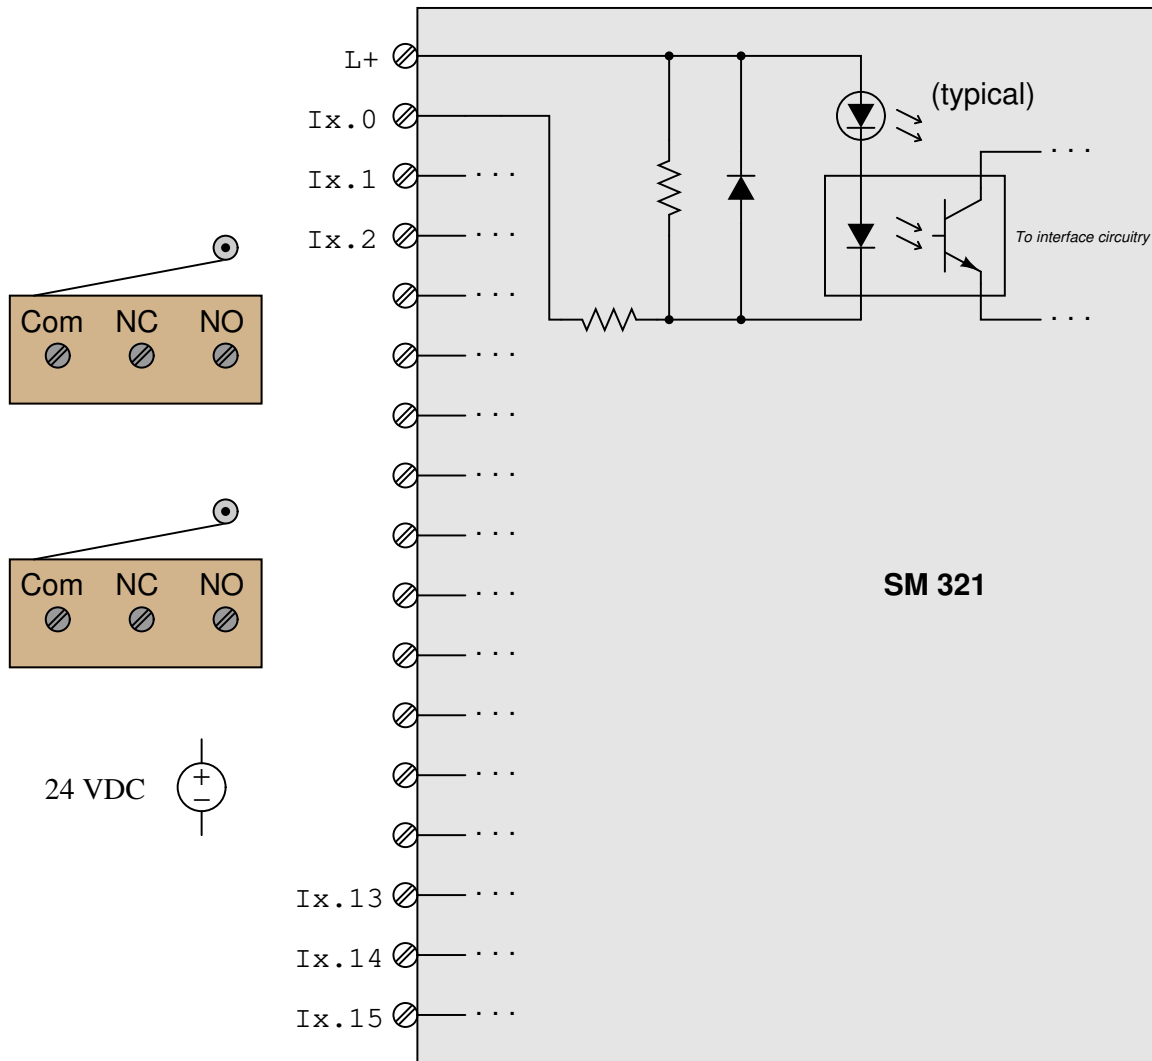 L+
Ix.0
Ix.1
Ix.2
(typical)
To interface circuitry
Com NC NO
Com NC NO
SM 321
24 VDC
+
−
Ix.13
Ix.14
Ix.15